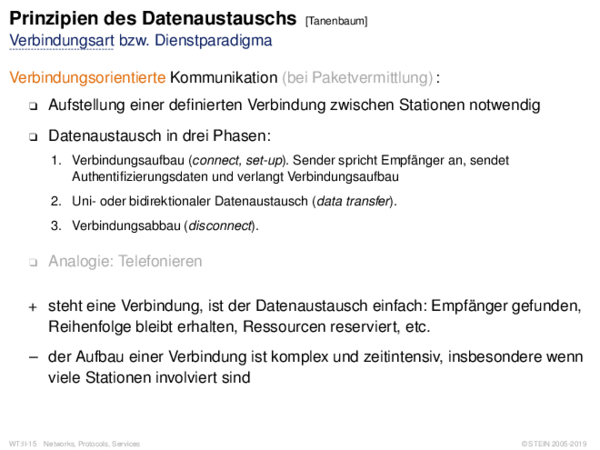 Prinzipien des Datenaustauschs [Tanenbaum]
Verbindungsart bzw. Dienstparadigma
Verbindungsorientierte Kommunikation (bei Paketvermittlung) :
❑ Aufstellung einer definierten Verbindung zwischen Stationen notwendig
❑ Datenaustausch in drei Phasen:
1. Verbindungsaufbau (connect, set-up). Sender spricht Empfänger an, sendet
Authentifizierungsdaten und verlangt Verbindungsaufbau
2. Uni- oder bidirektionaler Datenaustausch (data transfer).
3. Verbindungsabbau (disconnect).
❑ Analogie: Telefonieren
+ steht eine Verbindung, ist der Datenaustausch einfach: Empfänger gefunden,
Reihenfolge bleibt erhalten, Ressourcen reserviert, etc.
– der Aufbau einer Verbindung ist komplex und zeitintensiv, insbesondere wenn
viele Stationen involviert sind
WT:II-15 Networks, Protocols, Services © STEIN 2005-2019